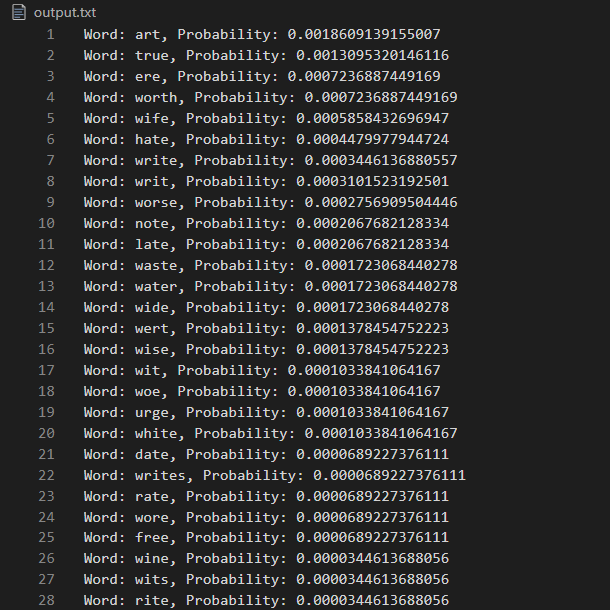 output.txt
1 Word: art, Probability: 0.0018609139155007
2 Word: true, Probability: 0.0013095320146116
3 Word: ere, Probability: 0.0007236887449169
4 Word: worth, Probability: 0.0007236887449169
5 Word: wife, Probability: 0.0005858432696947
6 Word: hate, Probability: 0.0004479977944724
7 Word: write, Probability: 0.0003446136880557
8 Word: writ, Probability: 0.0003101523192501
9 Word: worse, Probability: 0.0002756909504446
10 Word: note, Probability: 0.0002067682128334
11 Word: late, Probability: 0.0002067682128334
12 Word: waste, Probability: 0.0001723068440278
13 Word: water, Probability: 0.0001723068440278
14 Word: wide, Probability: 0.0001723068440278
15 Word: wert, Probability: 0.0001378454752223
16 Word: wise, Probability: 0.0001378454752223
17 Word: wit, Probability: 0.0001033841064167
18 Word: woe, Probability: 0.0001033841064167
19 Word: urge, Probability: 0.0001033841064167
20 Word: white, Probability: 0.0001033841064167
21 Word: date, Probability: 0.0000689227376111
22 Word: writes, Probability: 0.0000689227376111
23 Word: rate, Probability: 0.0000689227376111
24 Word: wore, Probability: 0.0000689227376111
25 Word: free, Probability: 0.0000689227376111
26 Word: wine, Probability: 0.0000344613688056
27 Word: wits, Probability: 0.0000344613688056
28 Word: rite, Probability: 0.0000344613688056